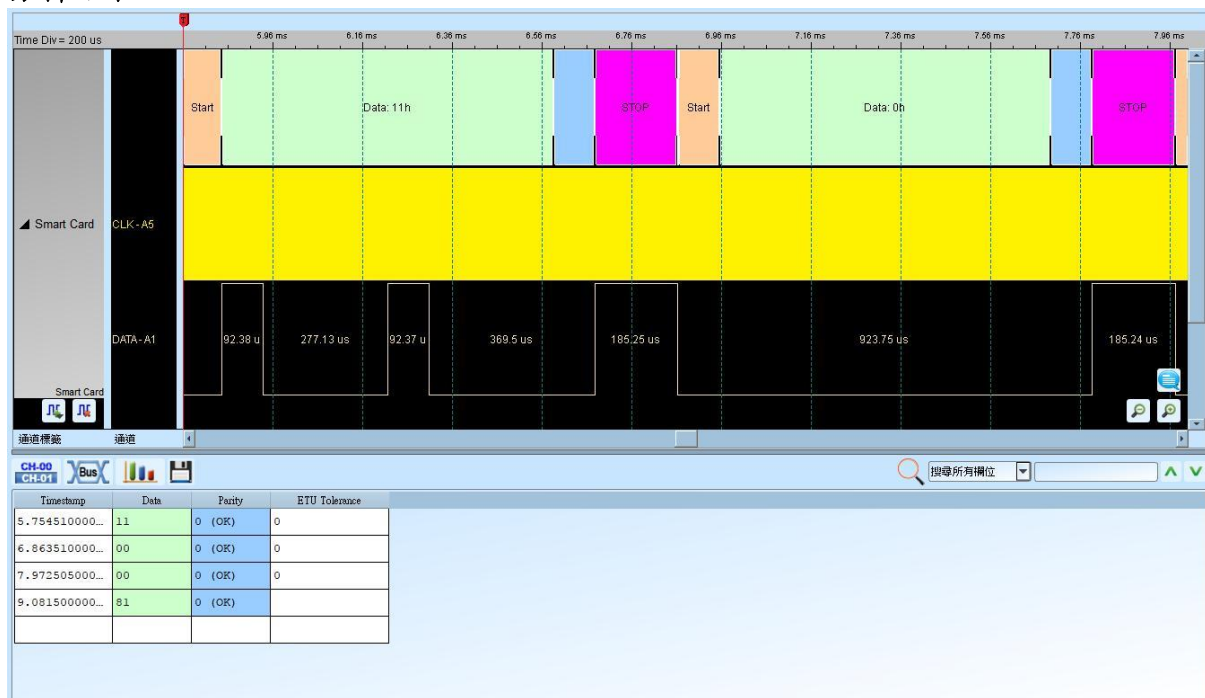 Time Div = 200 us
T
5.96 ms 6.16 ms 6.36 ms 6.56 ms 6.76 ms 6.96 ms 7.16 ms 7.36 ms 7.56 ms 7.76 ms 7.96 ms
Start Data: 11h STOP Start Data: 0h STOP
Smart Card CLK-A5
DATA-A1 92.38 u 277.13 us 92.37 u 369.5 us 185.25 us 923.75 us 185.24 us
Smart Card
通道標籤 通道
CH-00
CH-01
Bus
搜尋所有欄位
Timestamp Data Parity ETU Tolerance
5.754510000… 11 0 (OK) 0
6.863510000… 00 0 (OK) 0
7.972505000… 00 0 (OK) 0
9.081500000… 81 0 (OK)